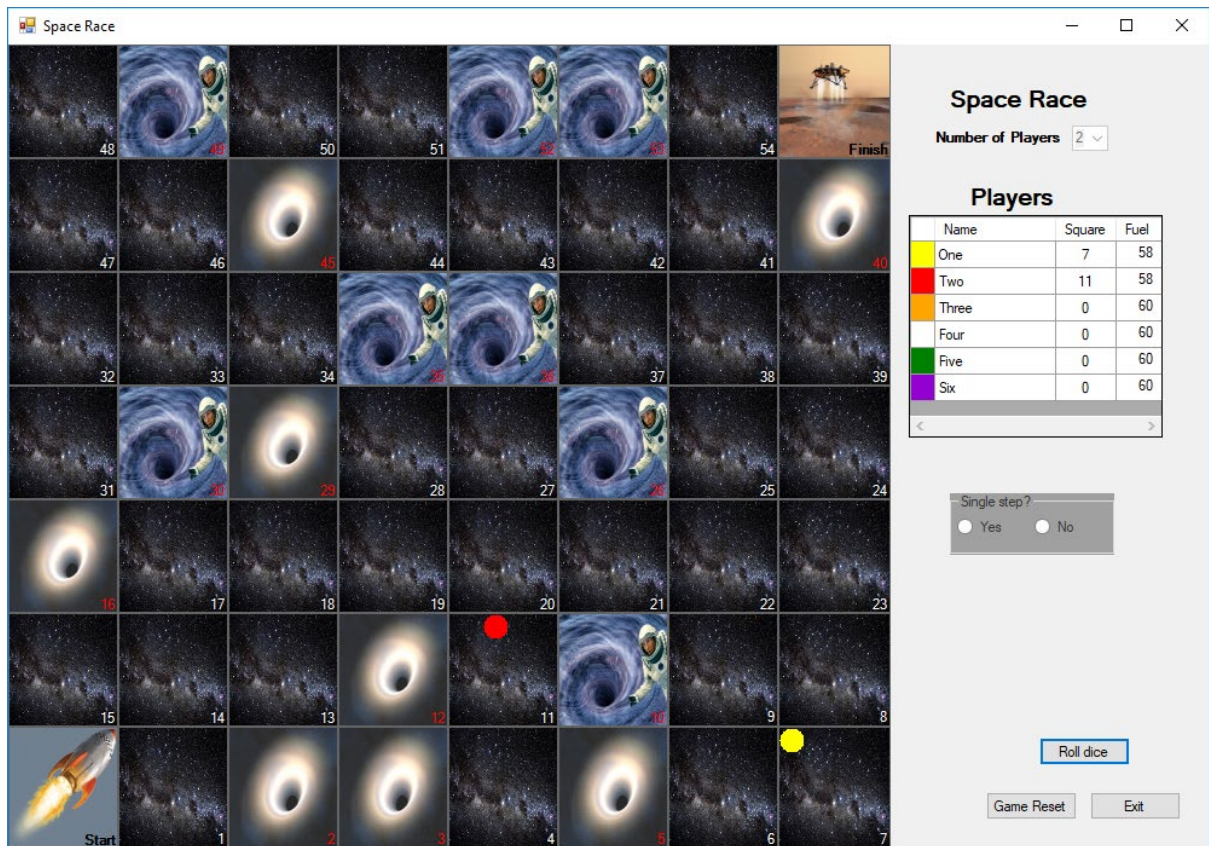 Space Race
48 49 50 51 52 53 54 Finish
47 46 45 44 43 42 41 40
32 33 34 35 36 37 38 39
31 30 29 28 27 26 25 24
16 17 18 19 20 21 22 23
15 14 13 12 11 10 9 8
Start 1 2 3 4 5 6 7
Space Race
Number of Players 2
Players
Name Square Fuel
One 7 58
Two 11 58
Three 0 60
Four 0 60
Five 0 60
Six 0 60
Single step?
Yes No
Roll dice
Game Reset Exit